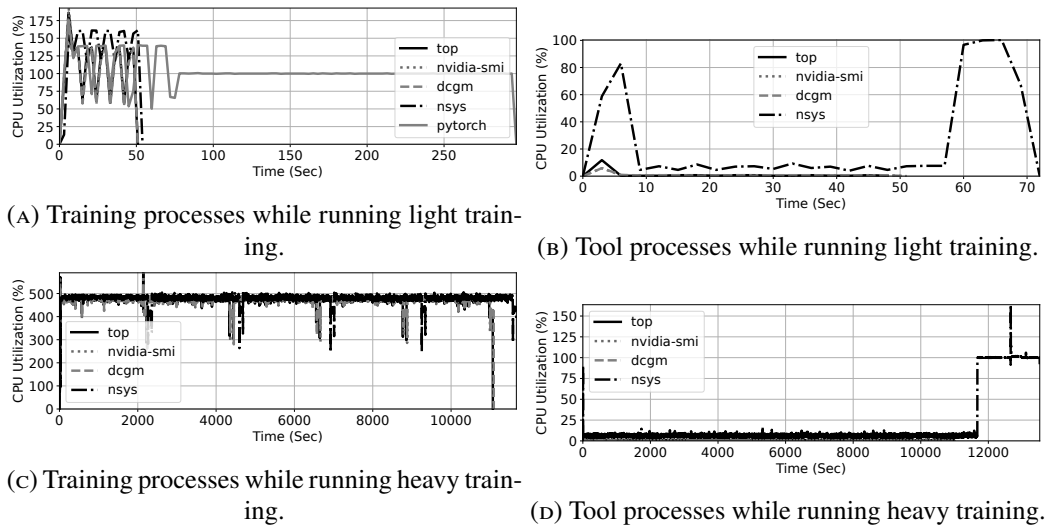 175
150
125
100
75
50
25
0
CPU Utilization (%)
top
nvidia-smi
dcgm
nsys
pytorch
0 50 100 150 200 250
Time (Sec)
(A) Training processes while running light train-
ing.
100
80
60
40
20
0
CPU Utilization (%)
top
nvidia-smi
dcgm
nsys
0 10 20 30 40 50 60 70
Time (Sec)
(B) Tool processes while running light training.
500
400
300
200
100
0
CPU Utilization (%)
top
nvidia-smi
dcgm
nsys
0 2000 4000 6000 8000 10000
Time (Sec)
(C) Training processes while running heavy train-
ing.
150
125
100
75
50
25
0
CPU Utilization (%)
top
nvidia-smi
dcgm
nsys
0 2000 4000 6000 8000 10000 12000
Time (Sec)
(D) Tool processes while running heavy training.